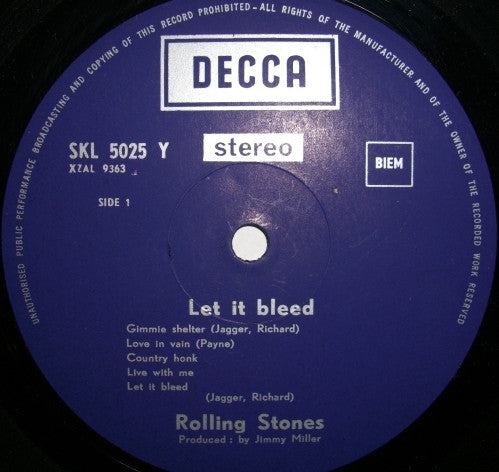 UNAUTHORISED PUBLIC PERFORMANCE BROADCASTING AND COPYING OF THIS RECORD PROHIBITED - ALL RIGHTS OF THE MANUFACTURER AND OF THE OWNER OF THE RECORDED WORK RESERVED
DECCA
SKL 5025 Y
stereo
BIEM
XZAL 9363
SIDE 1
Let it bleed
Gimmie shelter (Jagger, Richard)
Love in vain (Payne)
Country honk
Live with me
Let it bleed
(Jagger, Richard)
Rolling Stones
Produced : by Jimmy Miller